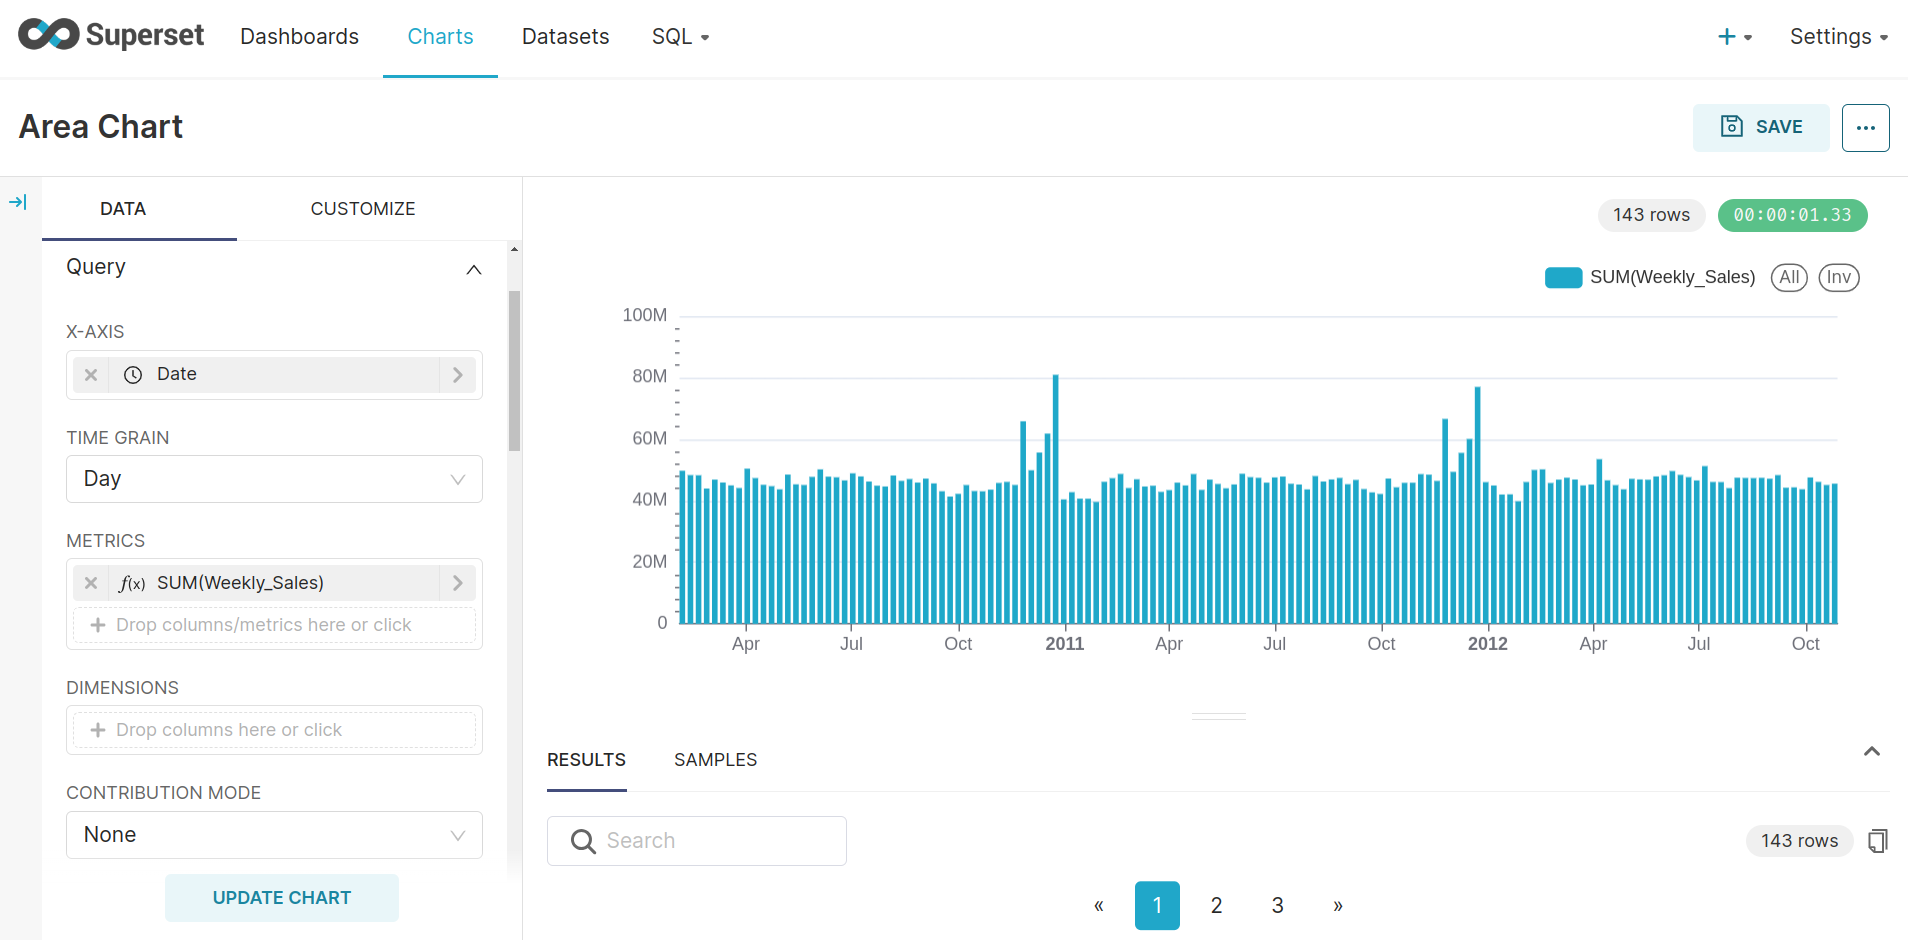 Superset Dashboards Charts Datasets SQL + Settings
Area Chart
SAVE ...
DATA CUSTOMIZE
Query
X-AXIS
Date
TIME GRAIN
Day
METRICS
f(x) SUM(Weekly_Sales)
+ Drop columns/metrics here or click
DIMENSIONS
+ Drop columns here or click
CONTRIBUTION MODE
None
UPDATE CHART
143 rows 00:00:01.33
SUM(Weekly_Sales) All Inv
100M
80M
60M
40M
20M
0
Apr Jul Oct 2011 Apr Jul Oct 2012 Apr Jul Oct
RESULTS SAMPLES
Search
143 rows
« 1 2 3 »